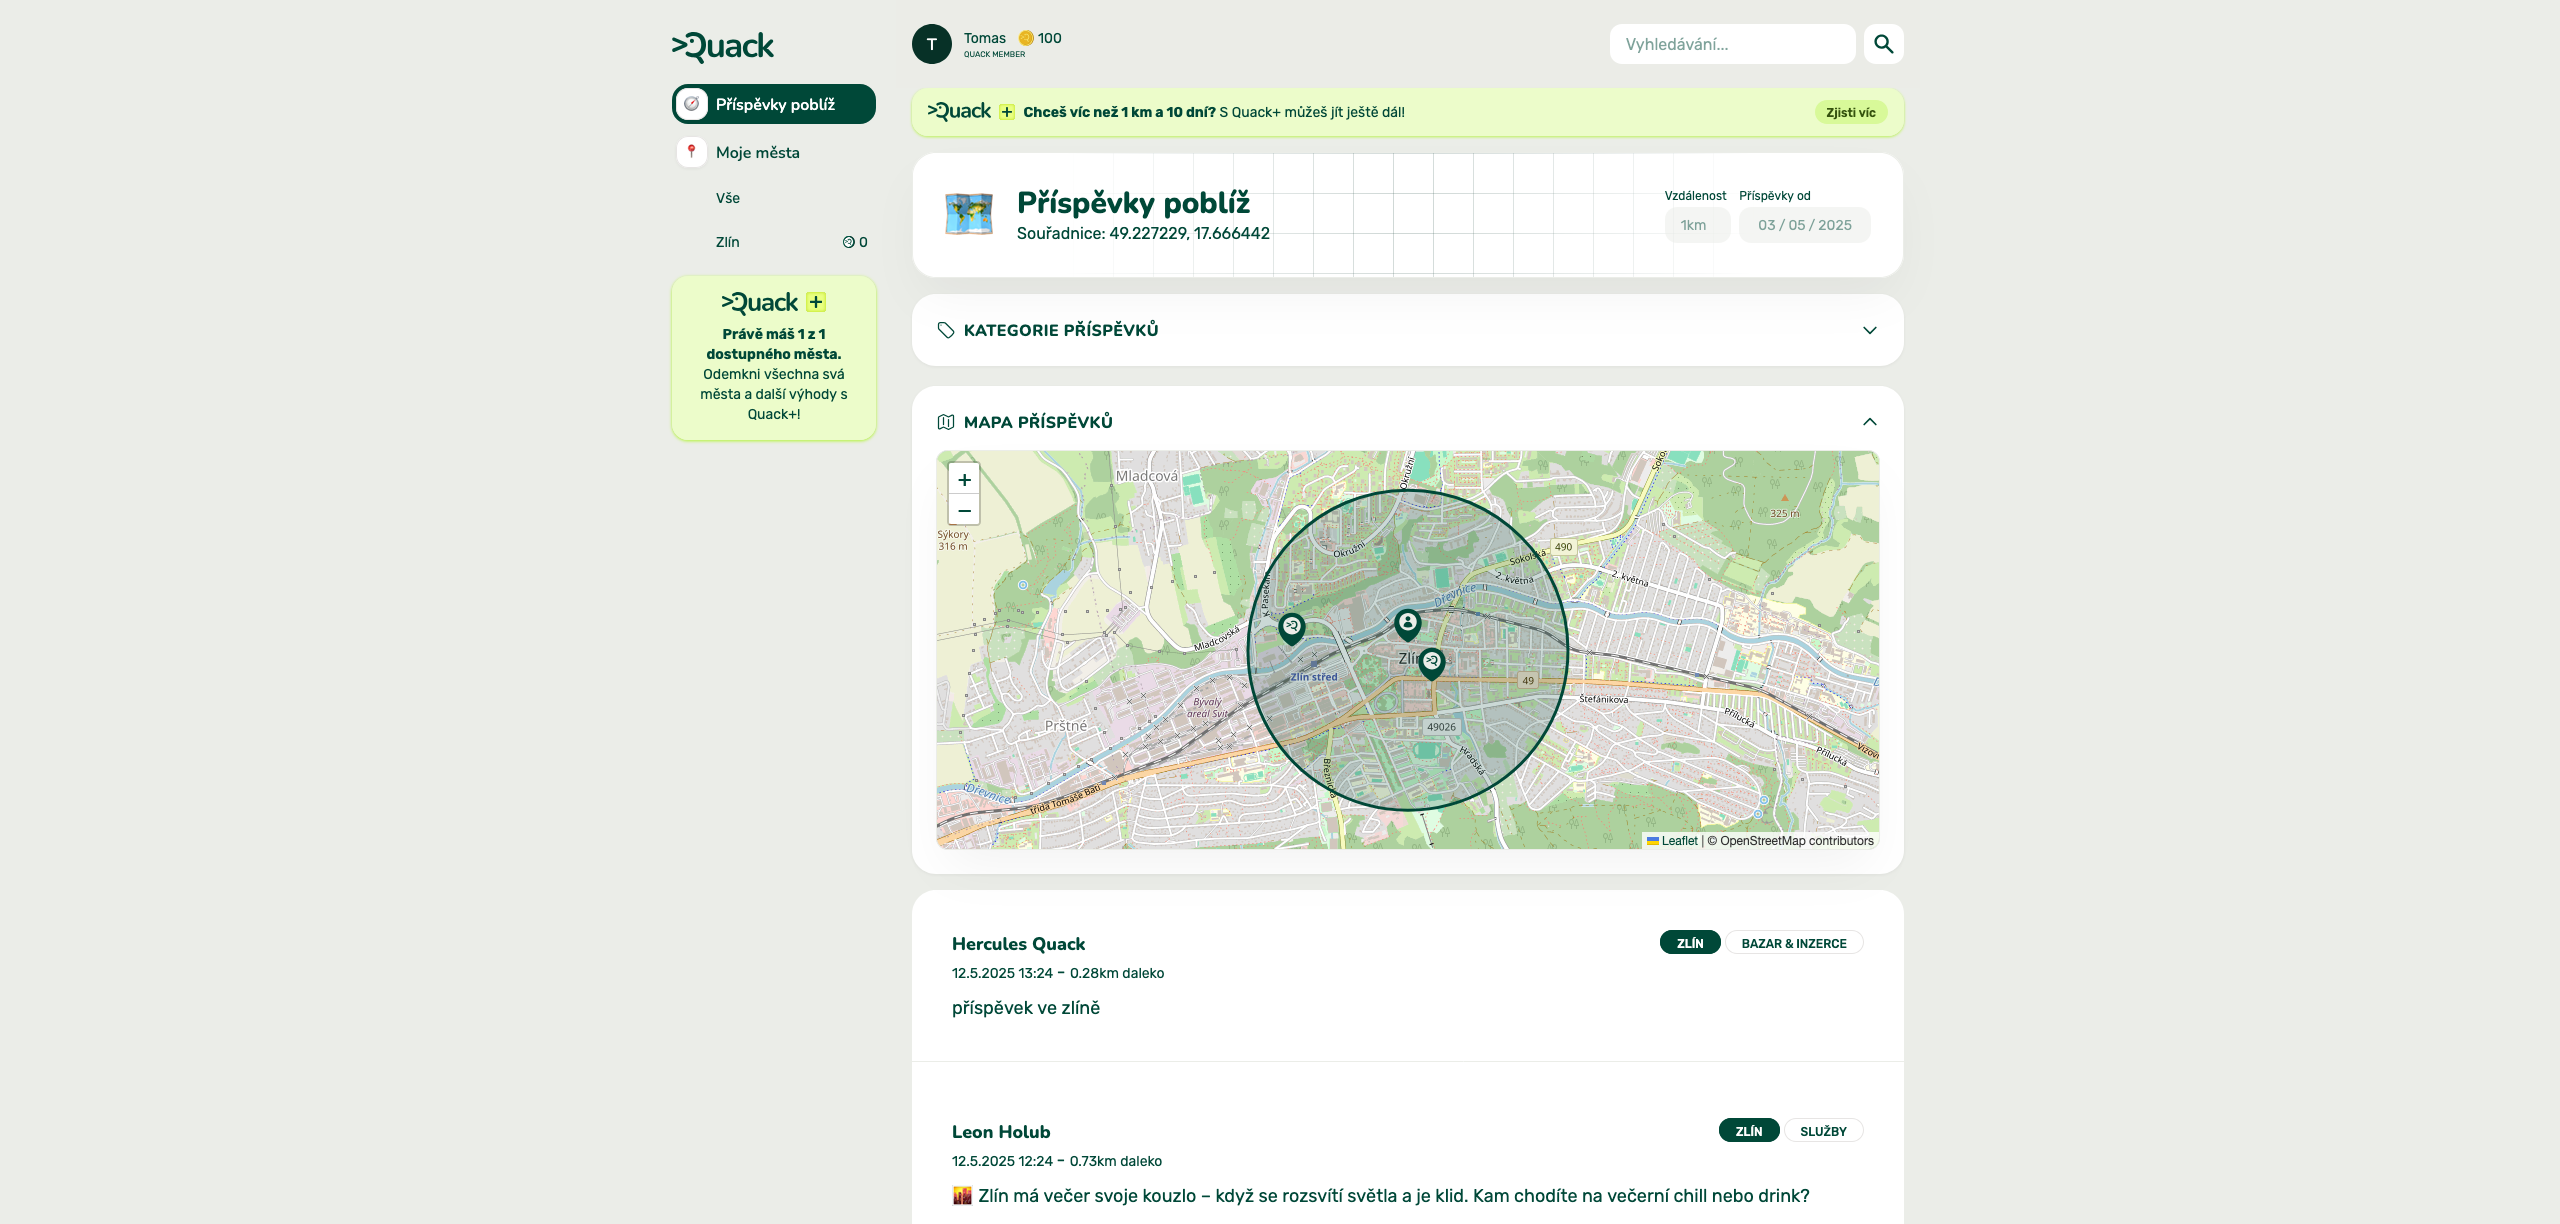 Quack
Příspěvky poblíž
Moje města
Vše
Zlín
0
Quack +
Právě máš 1 z 1
dostupného města.
Odemkni všechna svá
města a další výhody s
Quack+!
T
Tomas 100
QUACK MEMBER
Vyhledávání...
Quack + Chceš víc než 1 km a 10 dní? S Quack+ můžeš jít ještě dál!
Zjisti víc
Příspěvky poblíž
Souřadnice: 49.227229, 17.666442
Vzdálenost
1km
Příspěvky od
03 / 05 / 2025
KATEGORIE PŘÍSPĚVKŮ
MAPA PŘÍSPĚVKŮ
+
−
Mladcová
Okružní
Sokol
325 m
Sýkory
316 m
Okružní
Sokolská
490
2. května
2. května
K Pasekám
Dřevnice
Mladcovská
Zlín
Zlín střed
49
Štefánikova
Bývalý
areál Svit
Prštné
49026
Přílucká
Hradská
Přílucká
Vizov
Březnická
Dřevnice
třída Tomáše Bati
Leaflet | © OpenStreetMap contributors
Hercules Quack
ZLÍN
BAZAR & INZERCE
12.5.2025 13:24 – 0.28km daleko
příspěvek ve zlíně
Leon Holub
ZLÍN
SLUŽBY
12.5.2025 12:24 – 0.73km daleko
🌇 Zlín má večer svoje kouzlo – když se rozsvítí světla a je klid. Kam chodíte na večerní chill nebo drink?